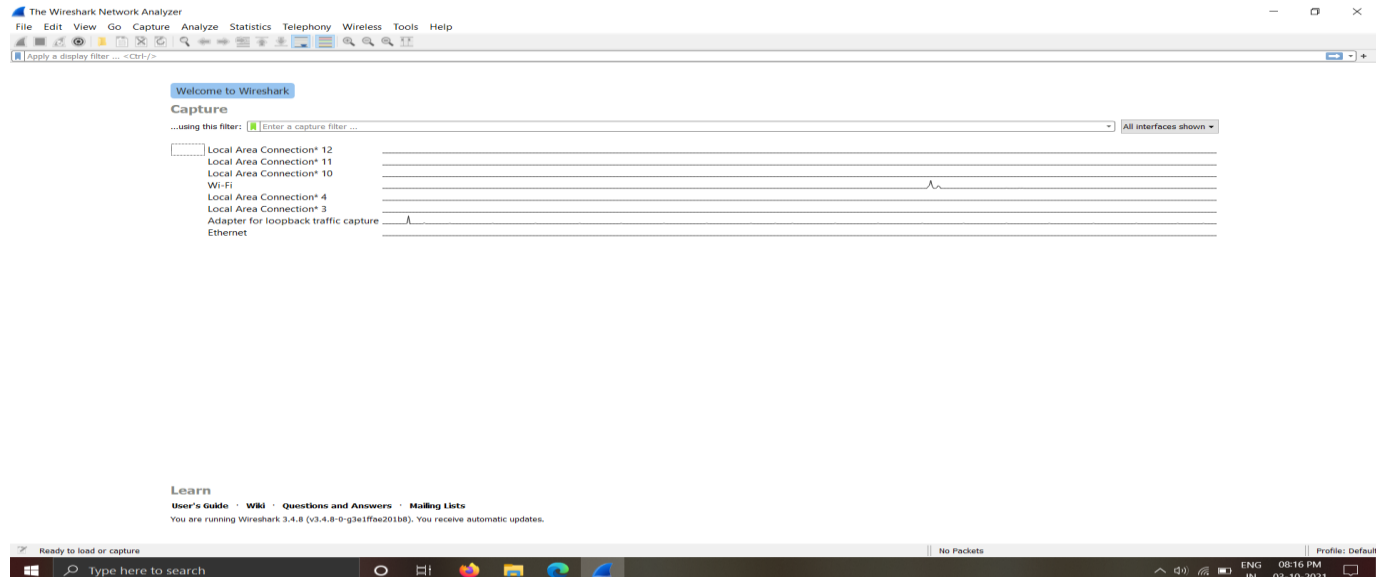 The Wireshark Network Analyzer
File Edit View Go Capture Analyze Statistics Telephony Wireless Tools Help
Apply a display filter ... <Ctrl-/>
Welcome to Wireshark
Capture
...using this filter: Enter a capture filter ... All interfaces shown
Local Area Connection* 12
Local Area Connection* 11
Local Area Connection* 10
Wi-Fi
Local Area Connection* 4
Local Area Connection* 3
Adapter for loopback traffic capture
Ethernet
Learn
User's Guide · Wiki · Questions and Answers · Mailing Lists
You are running Wireshark 3.4.8 (v3.4.8-0-g3e1ffae201b8). You receive automatic updates.
Ready to load or capture No Packets Profile: Default
Type here to search ENG 08:16 PM
IN 03-10-2021